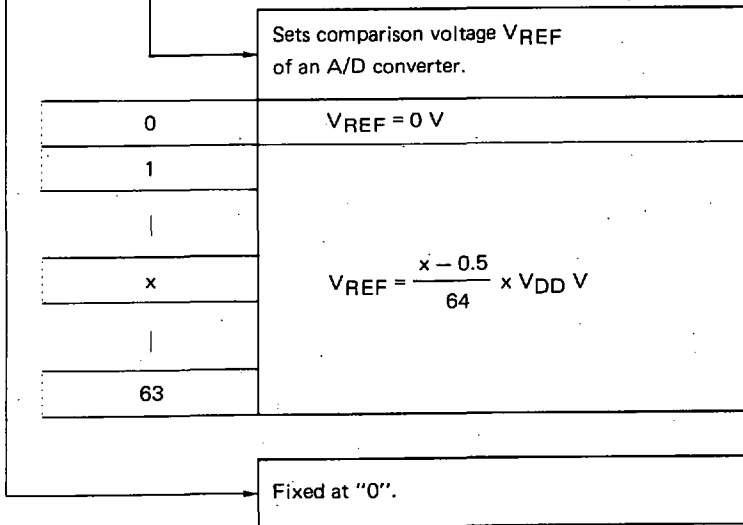 Sets comparison voltage VREF
of an A/D converter.
0
VREF = 0 V
1
|
x
VREF = x – 0.5 / 64 x VDD V
|
63
Fixed at "0".